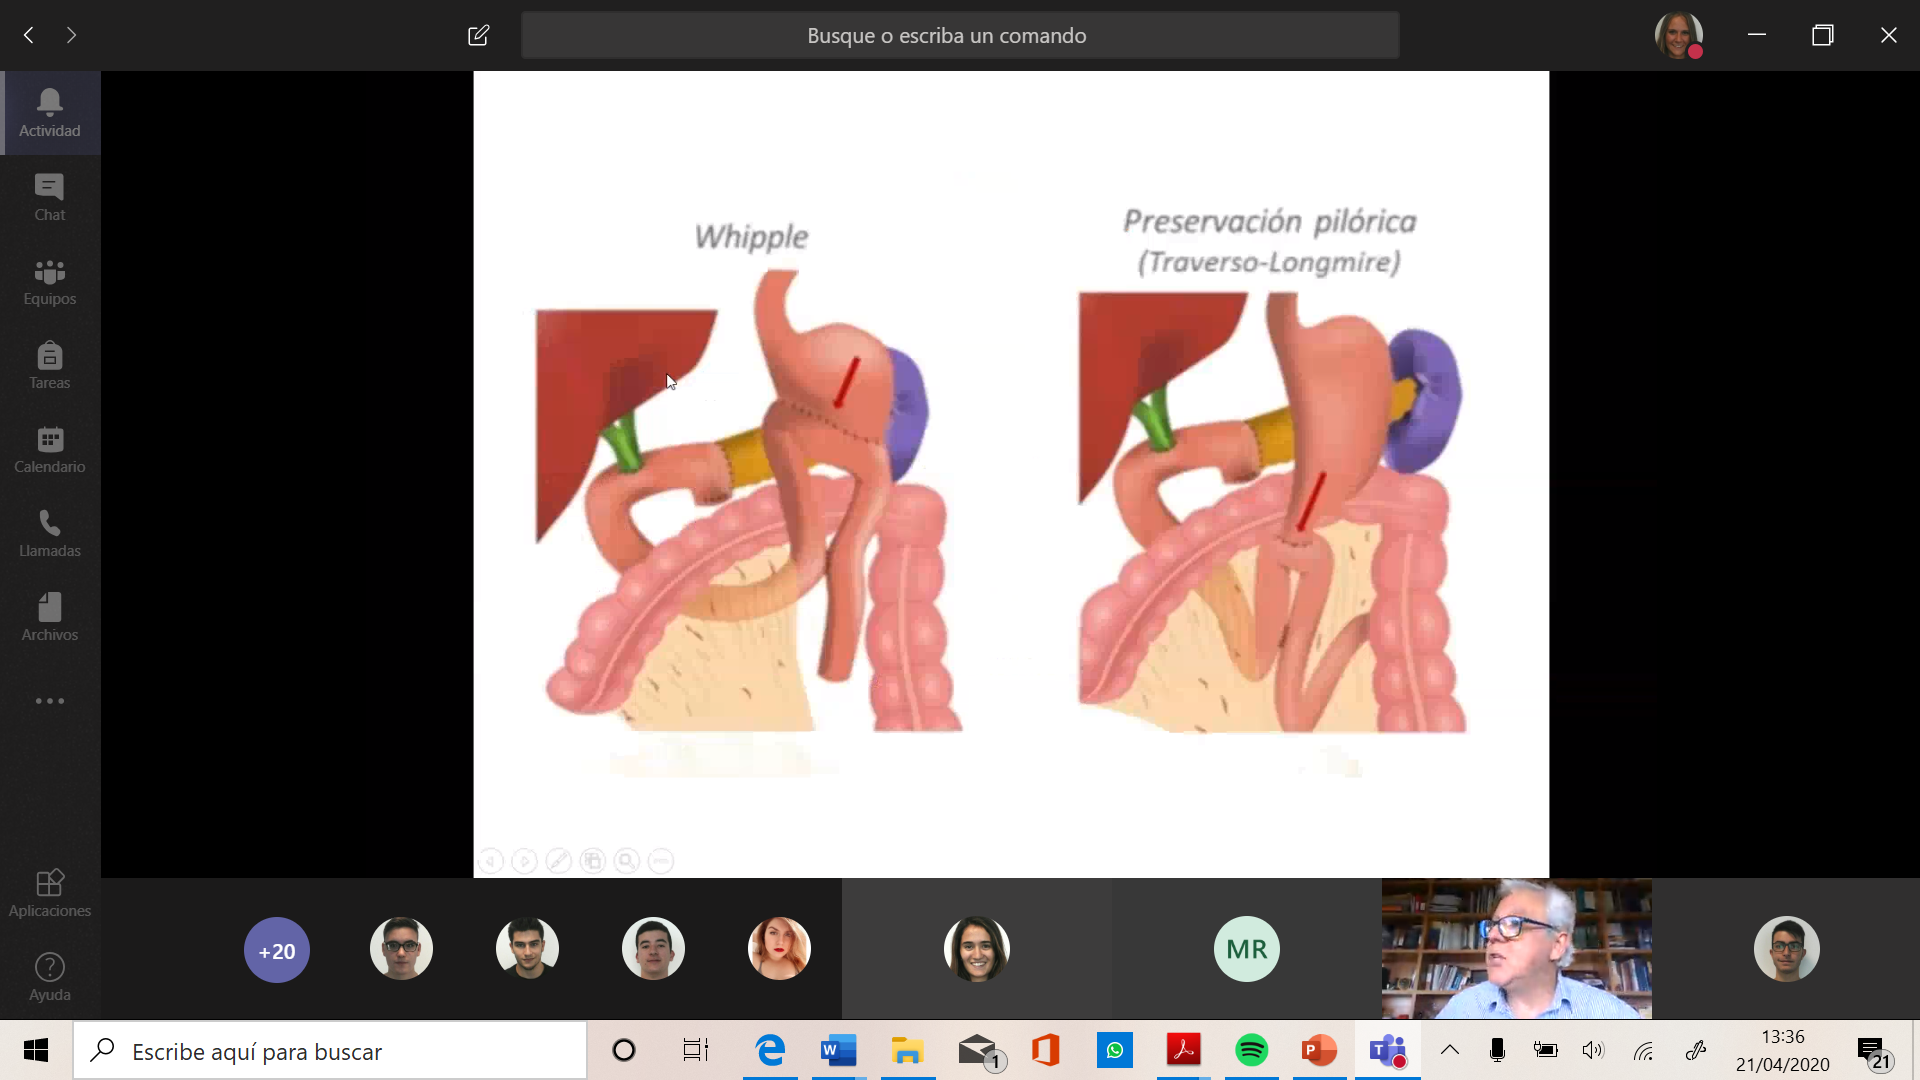 Busque o escriba un comando
Actividad
Chat
Equipos
Tareas
Calendario
Llamadas
Archivos
Aplicaciones
Ayuda
Whipple
Preservación pilórica
(Traverso-Longmire)
+20
MR
Escribe aquí para buscar
1
13:36
21/04/2020
21